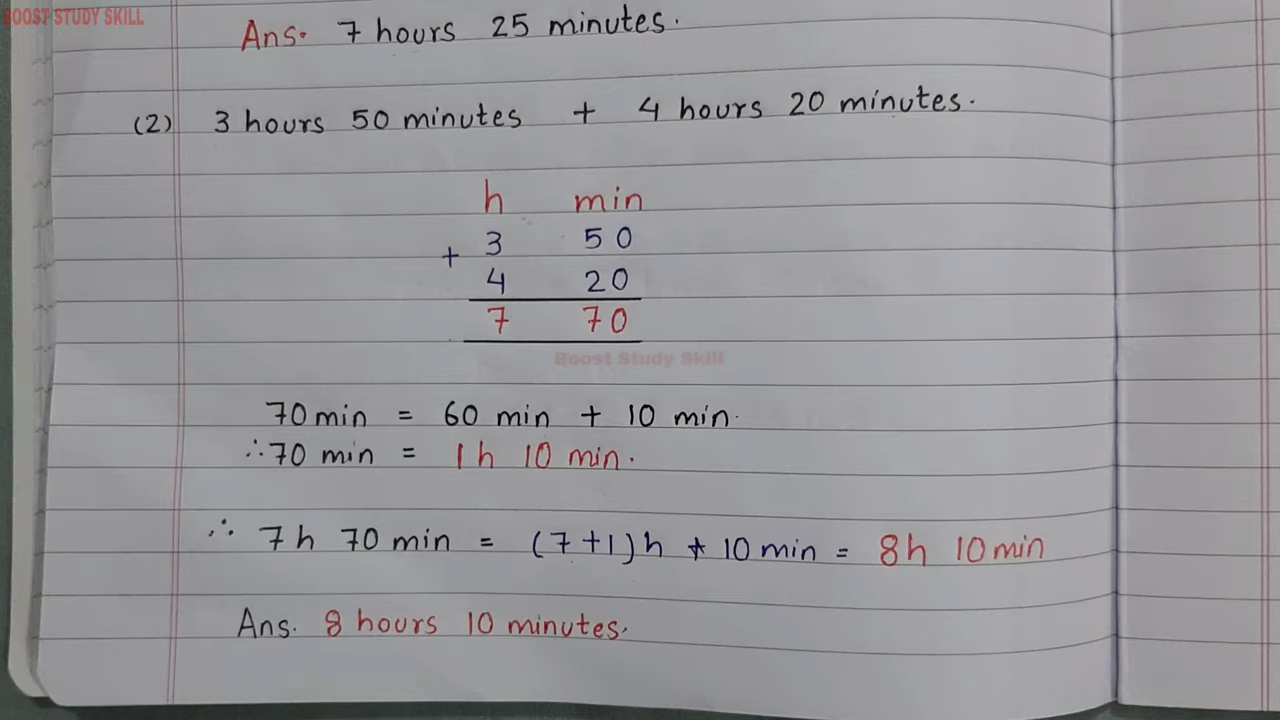 BOOST STUDY SKILL
Ans. 7 hours 25 minutes.
(2) 3 hours 50 minutes + 4 hours 20 minutes.
h min
+ 3 50
4 20
7 70
Boost Study Skill
70 min = 60 min + 10 min.
∴ 70 min = 1 h 10 min.
∴ 7 h 70 min = (7+1) h + 10 min = 8 h 10 min
Ans. 8 hours 10 minutes.